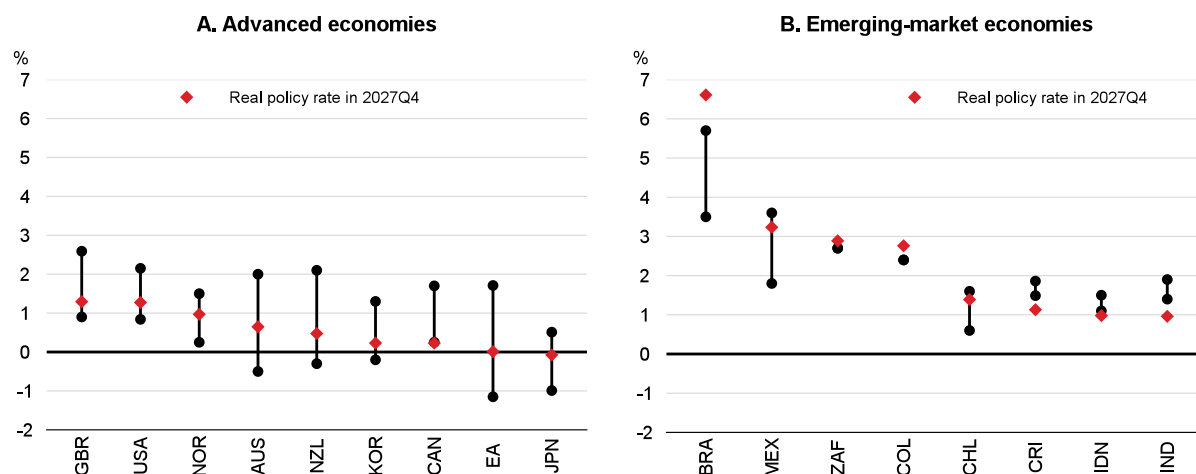 A. Advanced economies
%
7
Real policy rate in 2027Q4
6
5
4
3
2
1
0
-1
-2
GBR
USA
NOR
AUS
NZL
KOR
CAN
EA
JPN
B. Emerging-market economies
%
7
Real policy rate in 2027Q4
6
5
4
3
2
1
0
-1
-2
BRA
MEX
ZAF
COL
CHL
CRI
IDN
IND